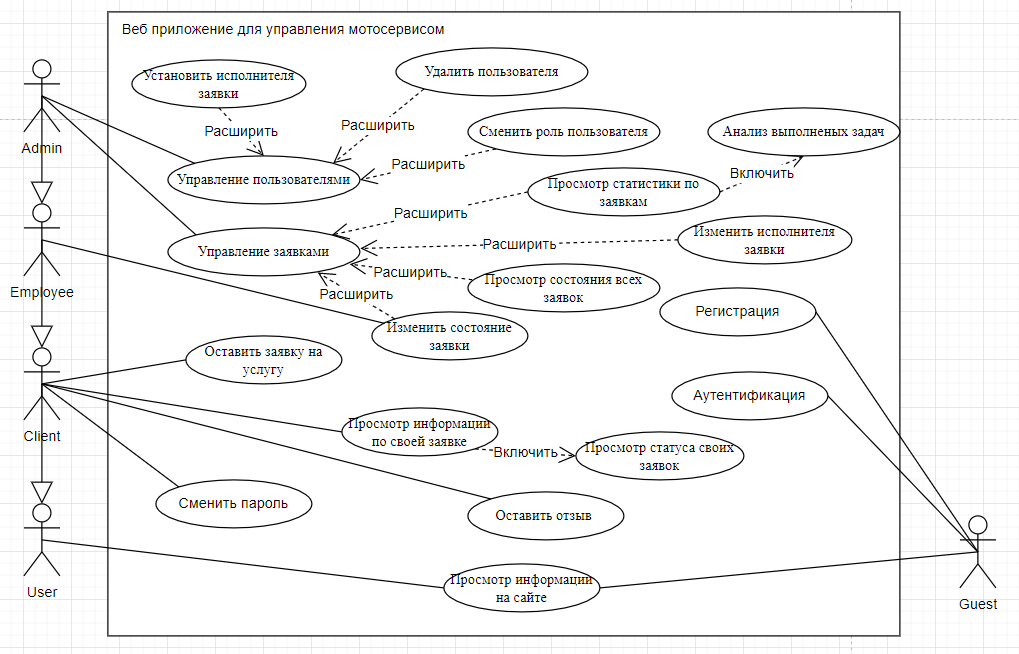 Веб приложение для управления мотосервисом
Установить исполнителя
заявки
Удалить пользователя
Расширить
Расширить
Сменить роль пользователя
Анализ выполненых задач
Admin
Расширить
Включить
Управление пользователями
Просмотр статистики по
заявкам
Расширить
Изменить исполнителя
заявки
Управление заявками
Расширить
Расширить
Просмотр состояния всех
заявок
Employee
Расширить
Регистрация
Изменить состояние
заявки
Оставить заявку на
услугу
Аутентификация
Client
Просмотр информации
по своей заявке
Включить
Просмотр статуса своих
заявок
Сменить пароль
Оставить отзыв
User
Просмотр информации
на сайте
Guest